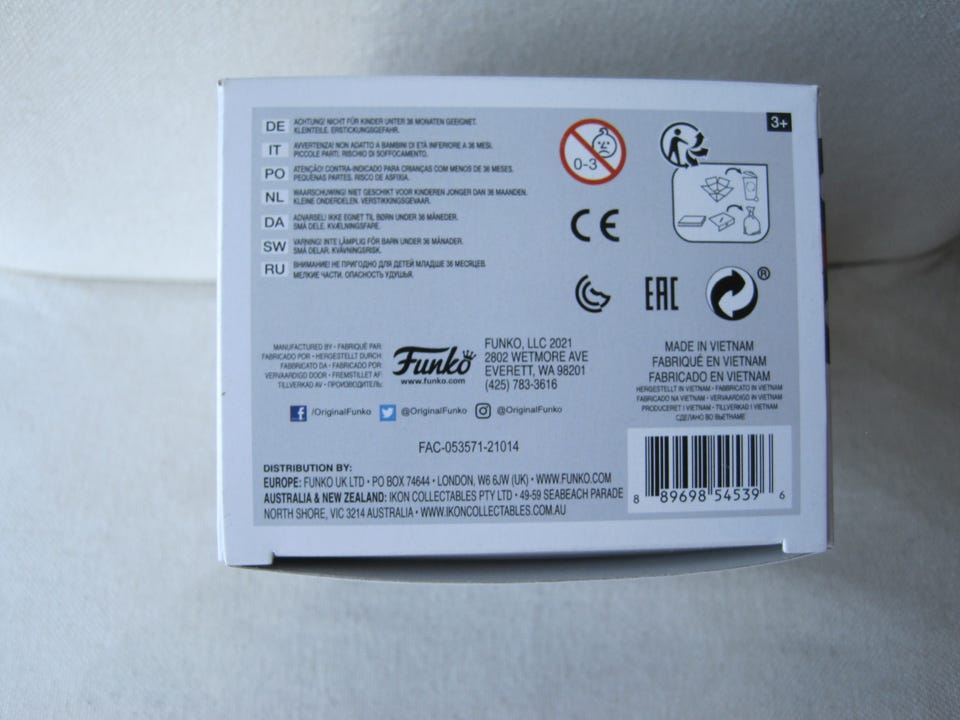 DE ACHTUNG! NICHT FÜR KINDER UNTER 36 MONATEN GEEIGNET.
KLEINTEILE. ERSTICKUNGSGEFAHR.
IT AVVERTENZA! NON ADATTO A BAMBINI DI ETÀ INFERIORE A 36 MESI.
PICCOLE PARTI. RISCHIO DI SOFFOCAMENTO.
PO ATENÇÃO! CONTRA-INDICADO PARA CRIANÇAS COM MENOS DE 36 MESES.
PEQUENAS PARTES. RISCO DE ASFIXIA.
NL WAARSCHUWING! NIET GESCHIKT VOOR KINDEREN JONGER DAN 36 MAANDEN.
KLEINE ONDERDELEN. VERSTIKKINGSGEVAAR.
DA ADVARSEL! IKKE EGNET TIL BØRN UNDER 36 MÅNEDER.
SMÅ DELE. KVÆLNINGSFARE.
SW VARNING! INTE LÄMPLIG FÖR BARN UNDER 36 MÅNADER.
SMÅ DELAR. KVÄVNINGSRISK.
RU ВНИМАНИЕ! НЕ ПРИГОДНО ДЛЯ ДЕТЕЙ МЛАДШЕ 36 МЕСЯЦЕВ.
МЕЛКИЕ ЧАСТИ. ОПАСНОСТЬ УДУШЬЯ.
0-3
3+
CE
EAC
®
MANUFACTURED BY • FABRIQUÉ PAR
FABRICADO POR • HERGESTELLT DURCH
FABBRICATO DA • FABRICADO POR
VERVAARDIGD DOOR • FREMSTILLET AF
TILLVERKAD AV • ПРОИЗВОДИТЕЛЬ:
Funko
www.funko.com
FUNKO, LLC 2021
2802 WETMORE AVE
EVERETT, WA 98201
(425) 783-3616
MADE IN VIETNAM
FABRIQUÉ EN VIETNAM
FABRICADO EN VIETNAM
HERGESTELLT IN VIETNAM • FABBRICATO IN VIETNAM
FABRICADO NA VIETNAM • VERVAARDIGD IN VIETNAM
PRODUCERET I VIETNAM • TILLVERKAD I VIETNAM
СДЕЛАНО ВО ВЬЕТНАМЕ
/OriginalFunko @OriginalFunko @OriginalFunko
FAC-053571-21014
DISTRIBUTION BY:
EUROPE: FUNKO UK LTD • PO BOX 74644 • LONDON, W6 6JW (UK) • WWW.FUNKO.COM
AUSTRALIA & NEW ZEALAND: IKON COLLECTABLES PTY LTD • 49-59 SEABEACH PARADE
NORTH SHORE, VIC 3214 AUSTRALIA • WWW.IKONCOLLECTABLES.COM.AU
8 89698 54539 6